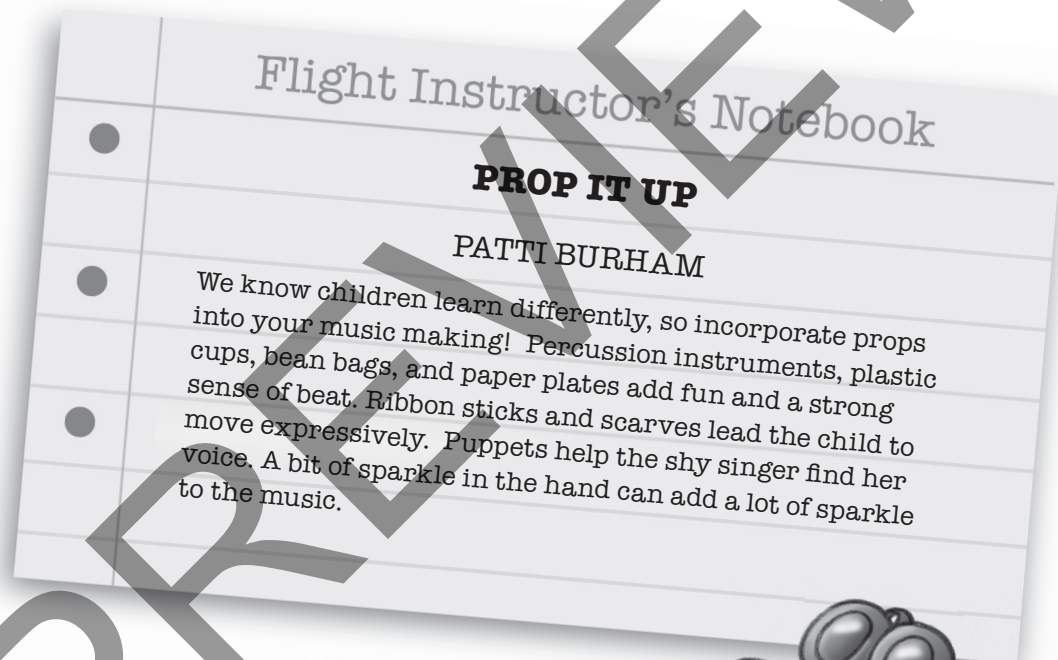 Flight Instructor's Notebook
PROP IT UP
PATTI BURHAM
We know children learn differently, so incorporate props
into your music making!  Percussion instruments, plastic
cups, bean bags, and paper plates add fun and a strong
sense of beat. Ribbon sticks and scarves lead the child to
move expressively.  Puppets help the shy singer find her
voice. A bit of sparkle in the hand can add a lot of sparkle
to the music.
PREVIEW